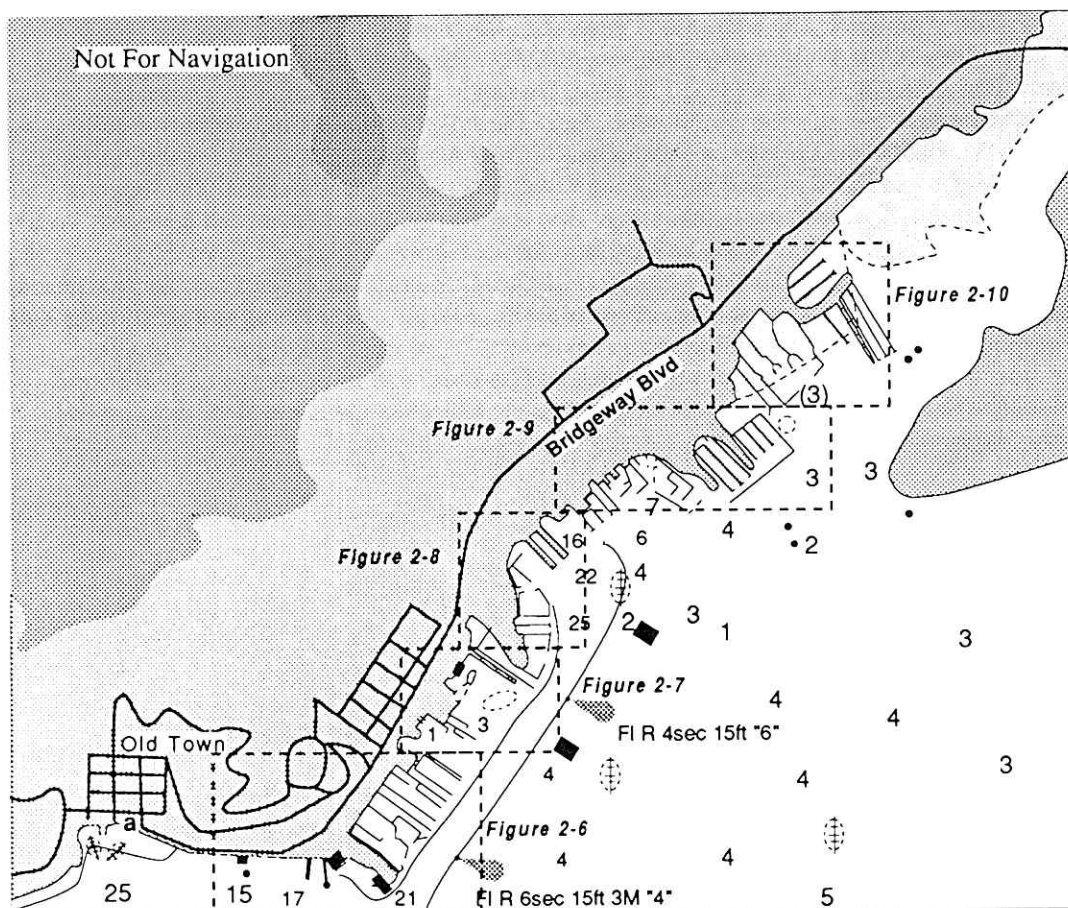 Not For Navigation
Figure 2-10
Bridgeway Blvd
(3)
Figure 2-9
3
3
7
4
16
6
2
Figure 2-8
22
4
25
2
3
1
3
Figure 2-7
4
4
Fl R 4sec 15ft "6"
3
1
Old Town
4
4
3
a
Figure 2-6
4
4
25
15
17
21
Fl R 6sec 15ft 3M "4"
5